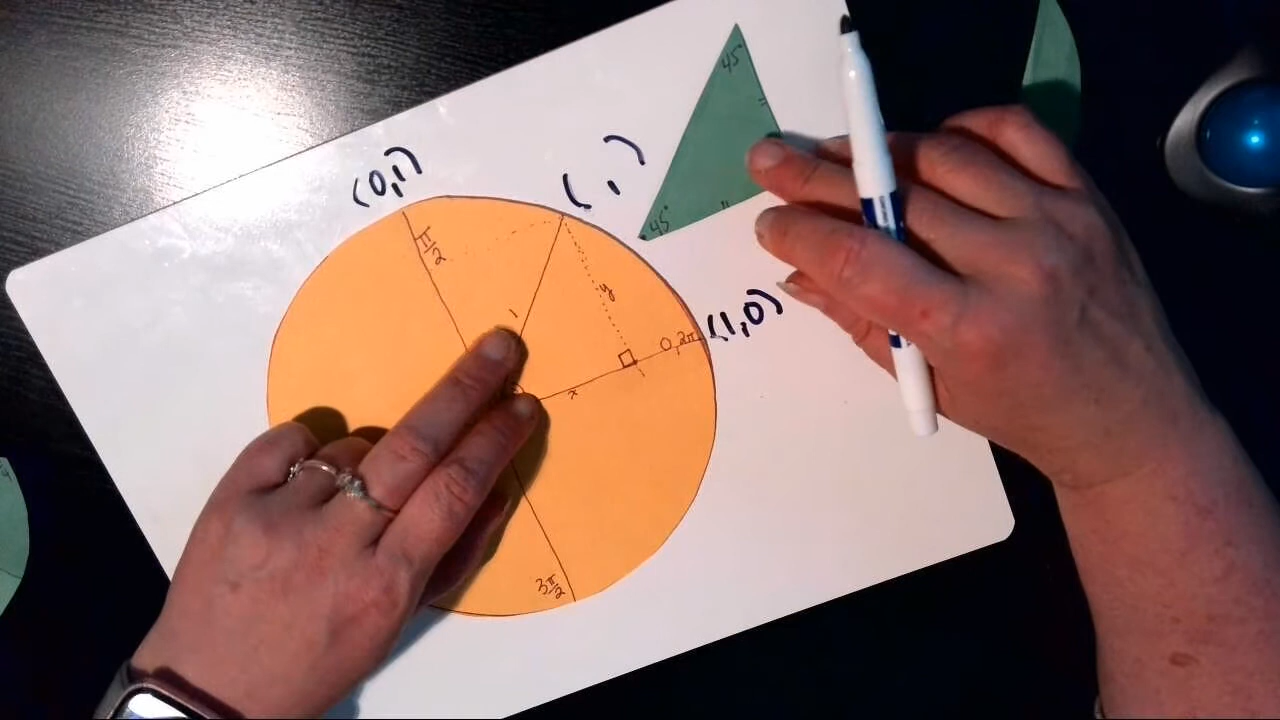 45°
=
(0,1)
( , )
45°
=
π/2
y
1
(1,0)
0,2π
x
3π/2